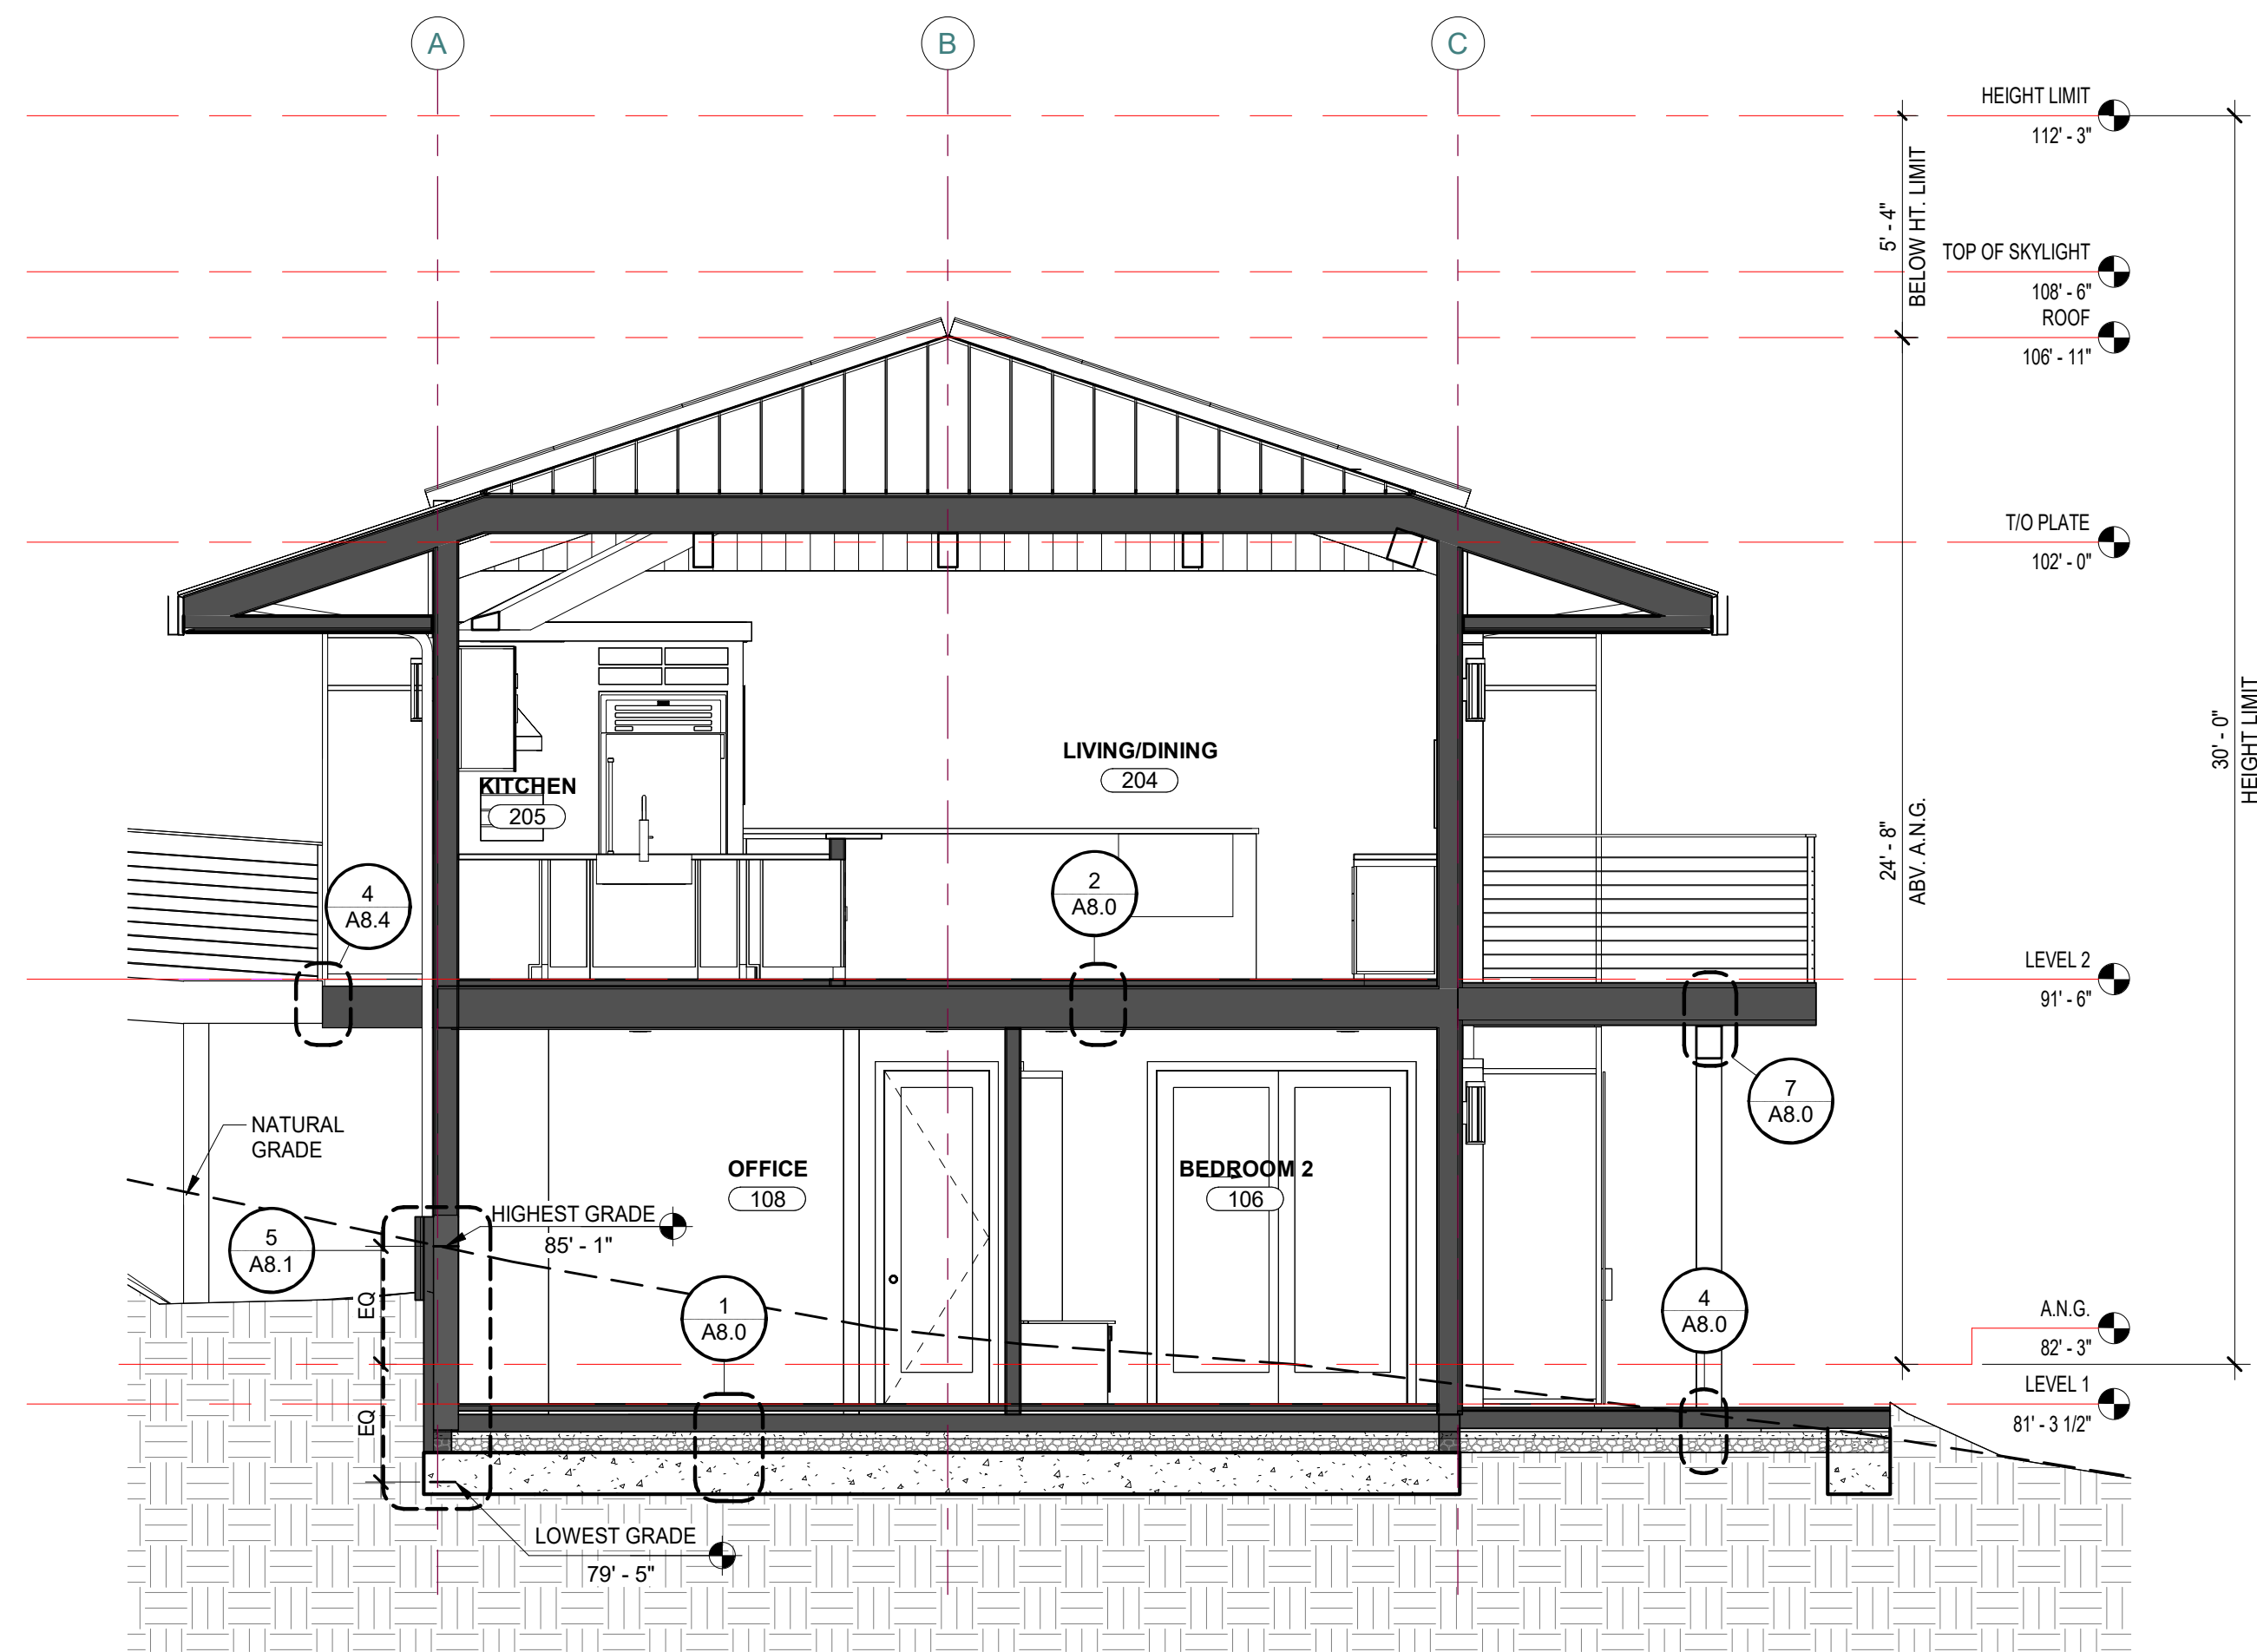 A
B
C
HEIGHT LIMIT
112' - 3"
5' - 4"
BELOW HT. LIMIT
TOP OF SKYLIGHT
108' - 6"
ROOF
106' - 11"
T/O PLATE
102' - 0"
30' - 0"
HEIGHT LIMIT
LIVING/DINING
204
KITCHEN
205
24' - 8"
ABV. A.N.G.
4
A8.4
2
A8.0
LEVEL 2
91' - 6"
7
A8.0
NATURAL
GRADE
OFFICE
108
BEDROOM 2
106
HIGHEST GRADE
85' - 1"
5
A8.1
EQ
1
A8.0
4
A8.0
A.N.G.
82' - 3"
LEVEL 1
81' - 3 1/2"
EQ
LOWEST GRADE
79' - 5"